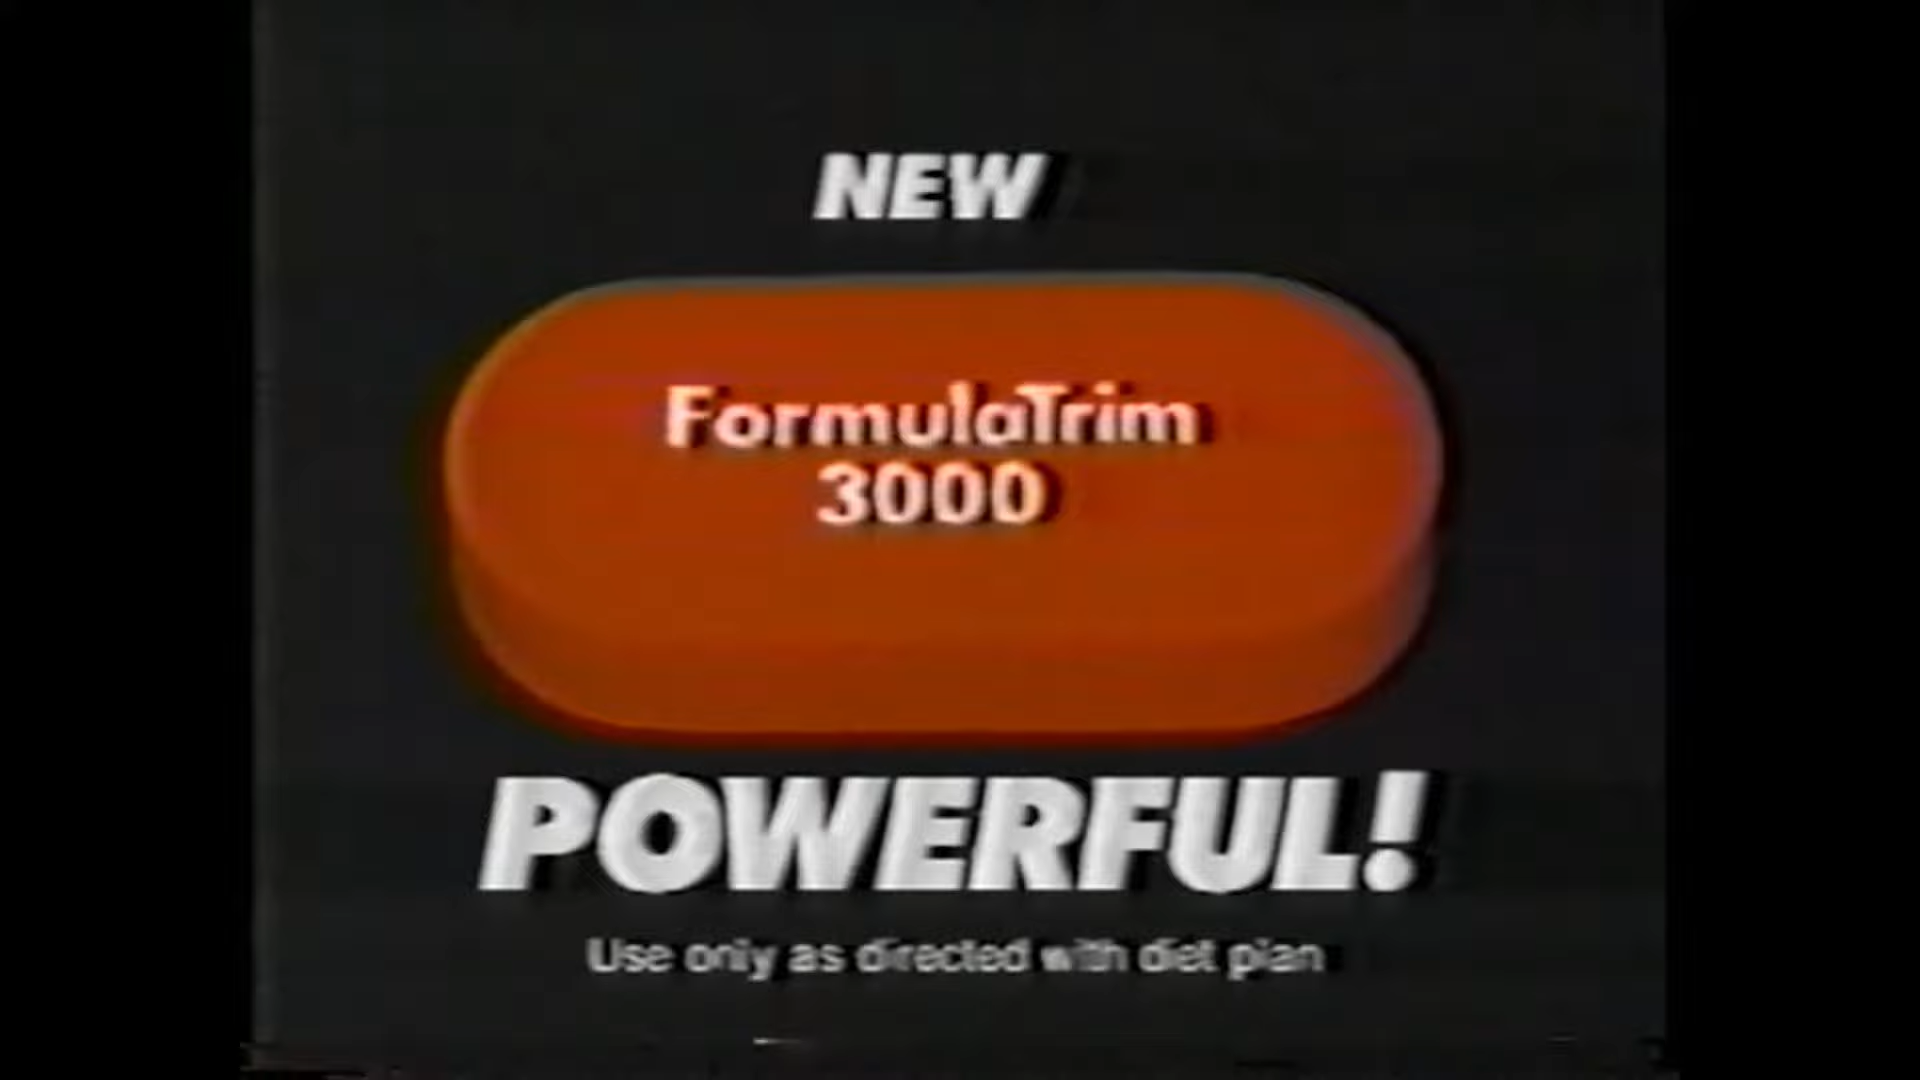 NEW
FormulaTrim
3000
POWERFUL!
Use only as directed with diet plan